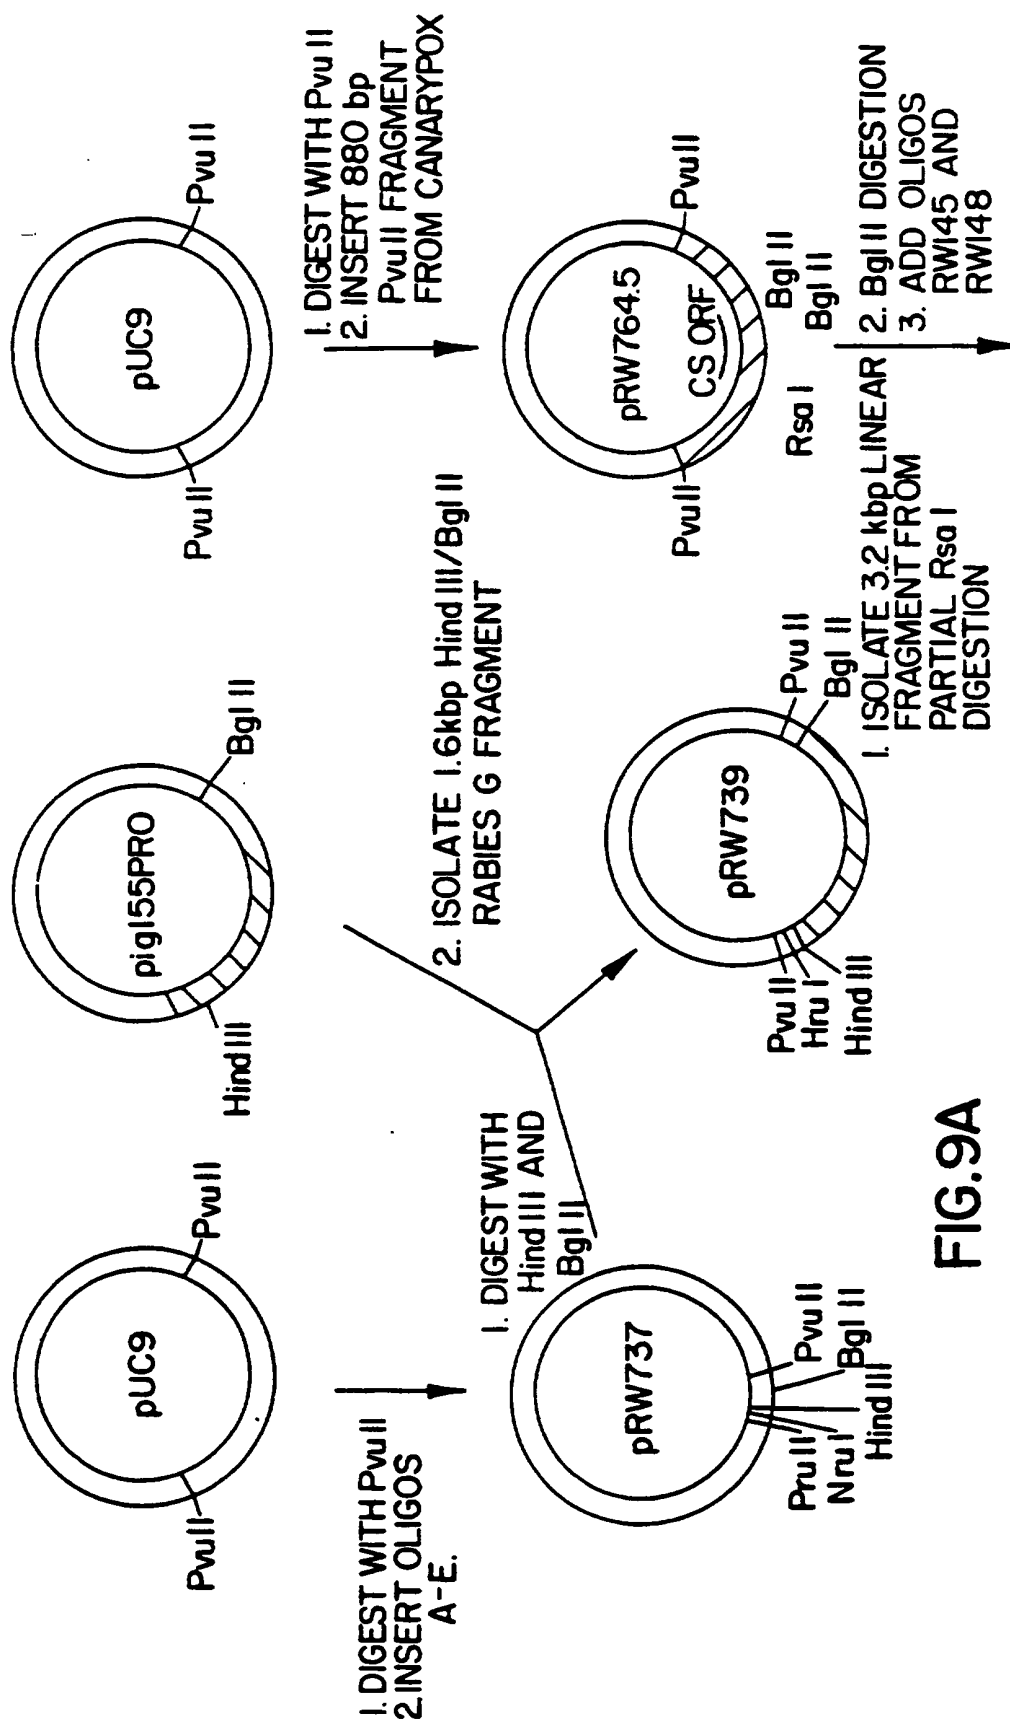 PvuII
pUC9
PvuII
1. DIGEST WITH PvuII
2. INSERT OLIGOS
A-E.
pRW737
PruII
NruI
HindIII
BglII
PvuII
1. DIGEST WITH
HindIII AND
BglII
HindIII
pigI55PRO
BglII
2. ISOLATE 1.6kbp HindIII/BglII
RABIES G FRAGMENT
PvuII
HruI
HindIII
pRW739
PvuII
BglII
PvuII
pUC9
PvuII
1. DIGEST WITH PvuII
2. INSERT 880 bp
PvuII FRAGMENT
FROM CANARYPOX
PvuII
pRW764.5
CS ORF
PvuII
RsaI
BglII
BglII
1. ISOLATE 3.2 kbp LINEAR
FRAGMENT FROM
PARTIAL RsaI
DIGESTION
2. BglII DIGESTION
3. ADD OLIGOS
RW145 AND
RW148
FIG.9A